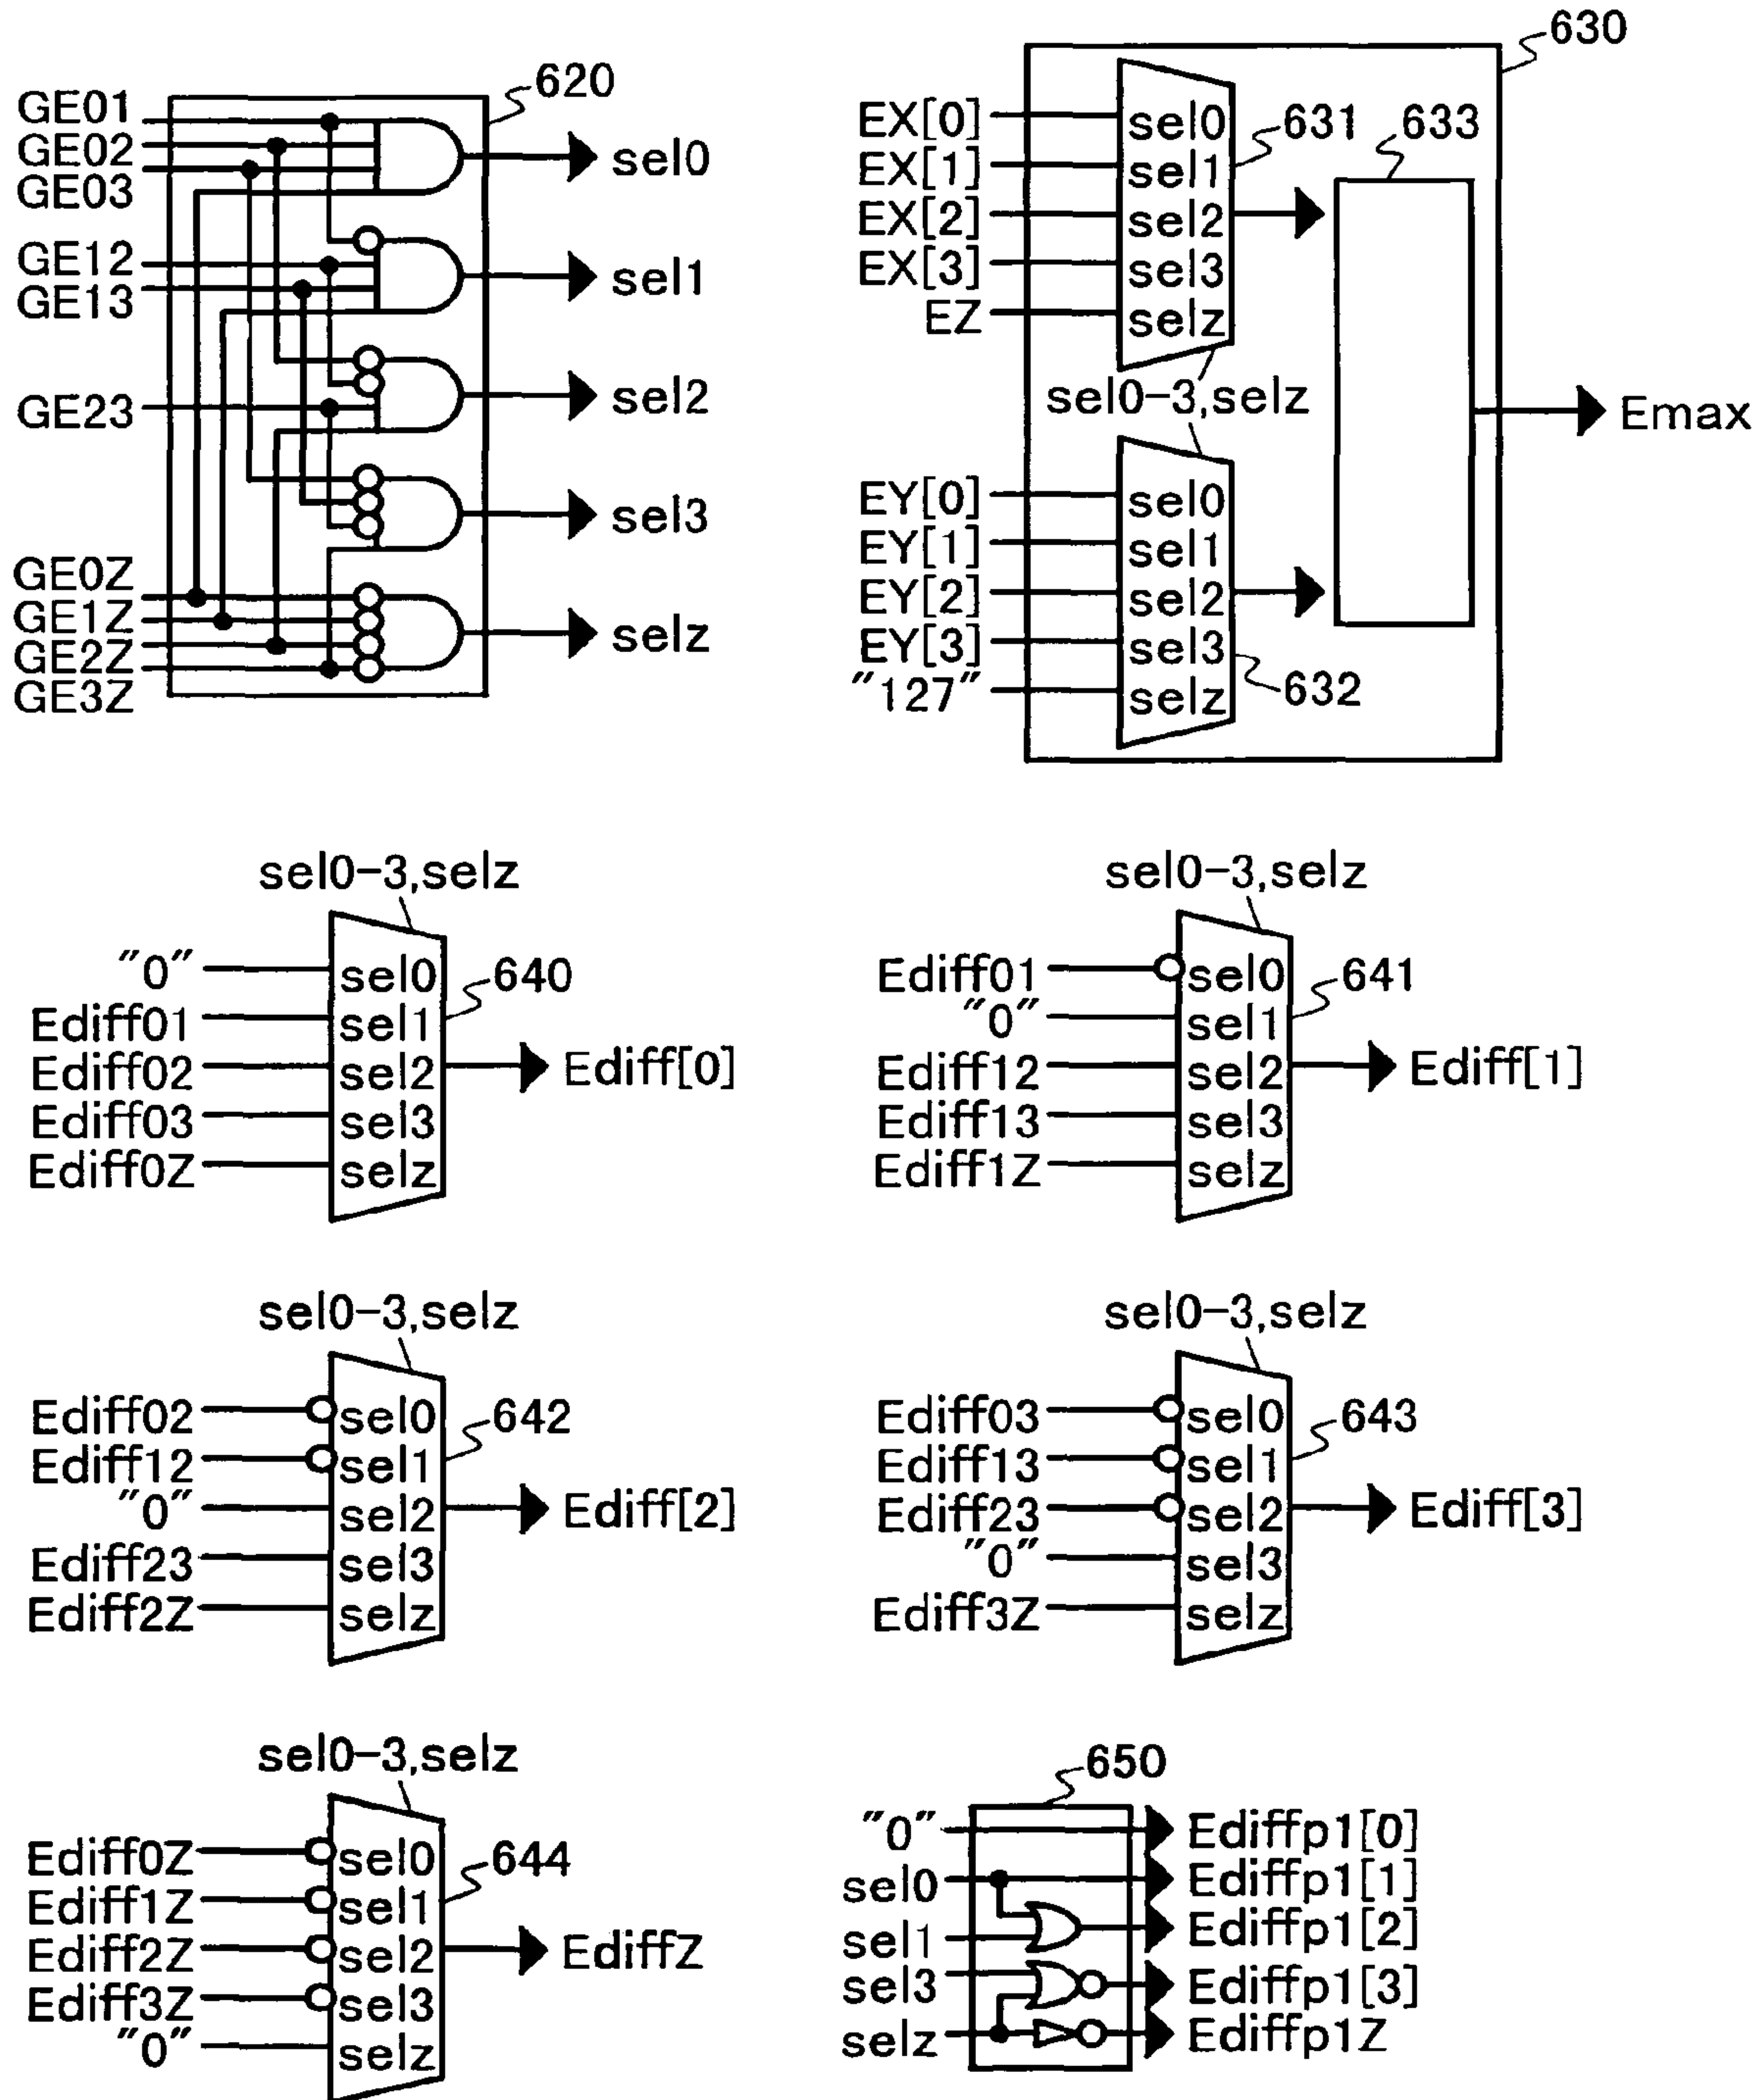 620
GE01
GE02
GE03
sel0
GE12
GE13
sel1
GE23
sel2
sel3
GE0Z
GE1Z
GE2Z
GE3Z
selz
630
EX[0]
EX[1]
EX[2]
EX[3]
EZ
sel0
sel1
sel2
sel3
selz
631
633
sel0-3,selz
Emax
EY[0]
EY[1]
EY[2]
EY[3]
"127"
sel0
sel1
sel2
sel3
selz
632
sel0-3,selz
"0"
Ediff01
Ediff02
Ediff03
Ediff0Z
sel0
sel1
sel2
sel3
selz
640
Ediff[0]
sel0-3,selz
Ediff01
"0"
Ediff12
Ediff13
Ediff1Z
sel0
sel1
sel2
sel3
selz
641
Ediff[1]
sel0-3,selz
Ediff02
Ediff12
"0"
Ediff23
Ediff2Z
sel0
sel1
sel2
sel3
selz
642
Ediff[2]
sel0-3,selz
Ediff03
Ediff13
Ediff23
"0"
Ediff3Z
sel0
sel1
sel2
sel3
selz
643
Ediff[3]
sel0-3,selz
Ediff0Z
Ediff1Z
Ediff2Z
Ediff3Z
"0"
sel0
sel1
sel2
sel3
selz
644
EdiffZ
650
"0"
sel0
sel1
sel3
selz
Ediffp1[0]
Ediffp1[1]
Ediffp1[2]
Ediffp1[3]
Ediffp1Z